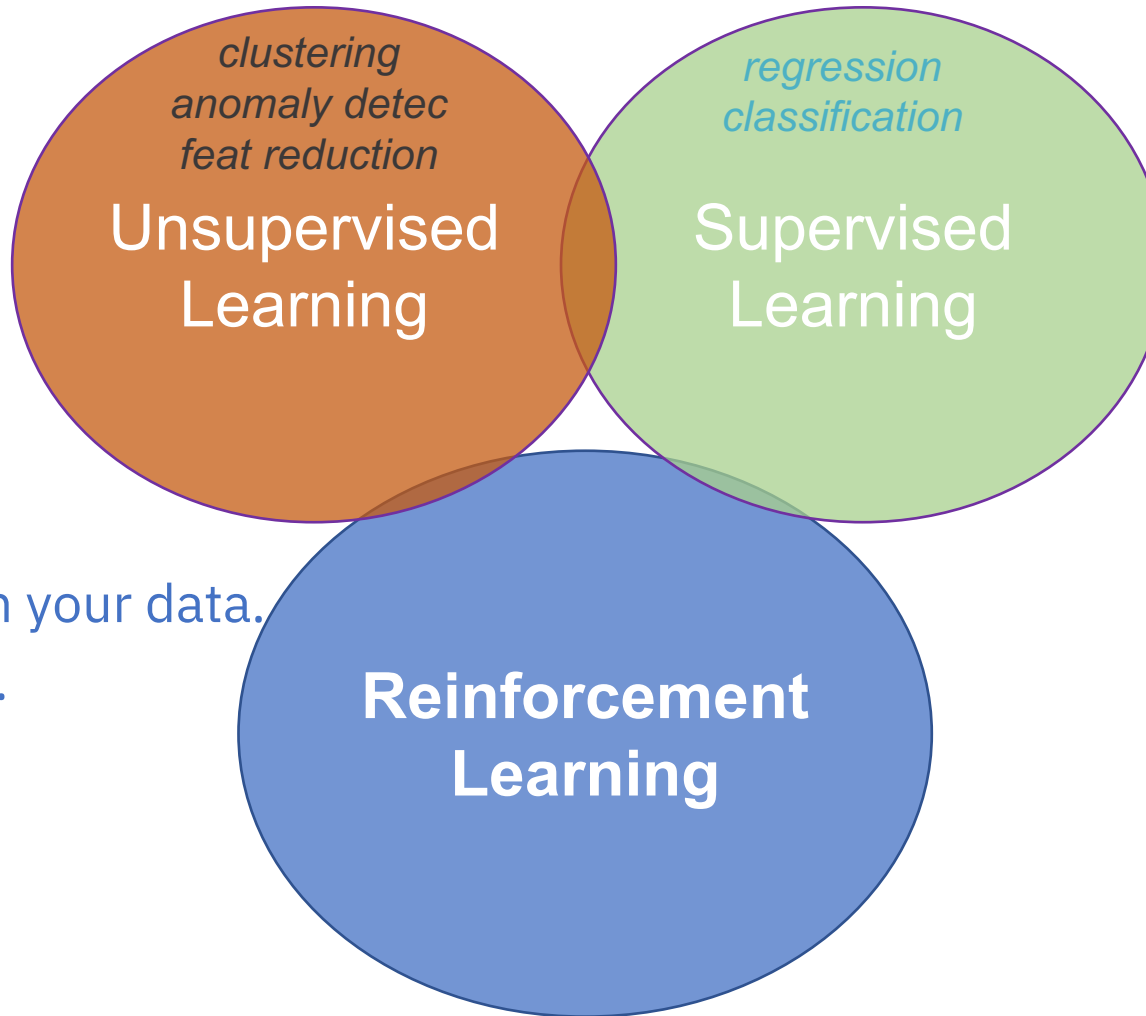 clustering
anomaly detec
feat reduction
Unsupervised
Learning
regression
classification
Supervised
Learning
your data.
.
Reinforcement
Learning